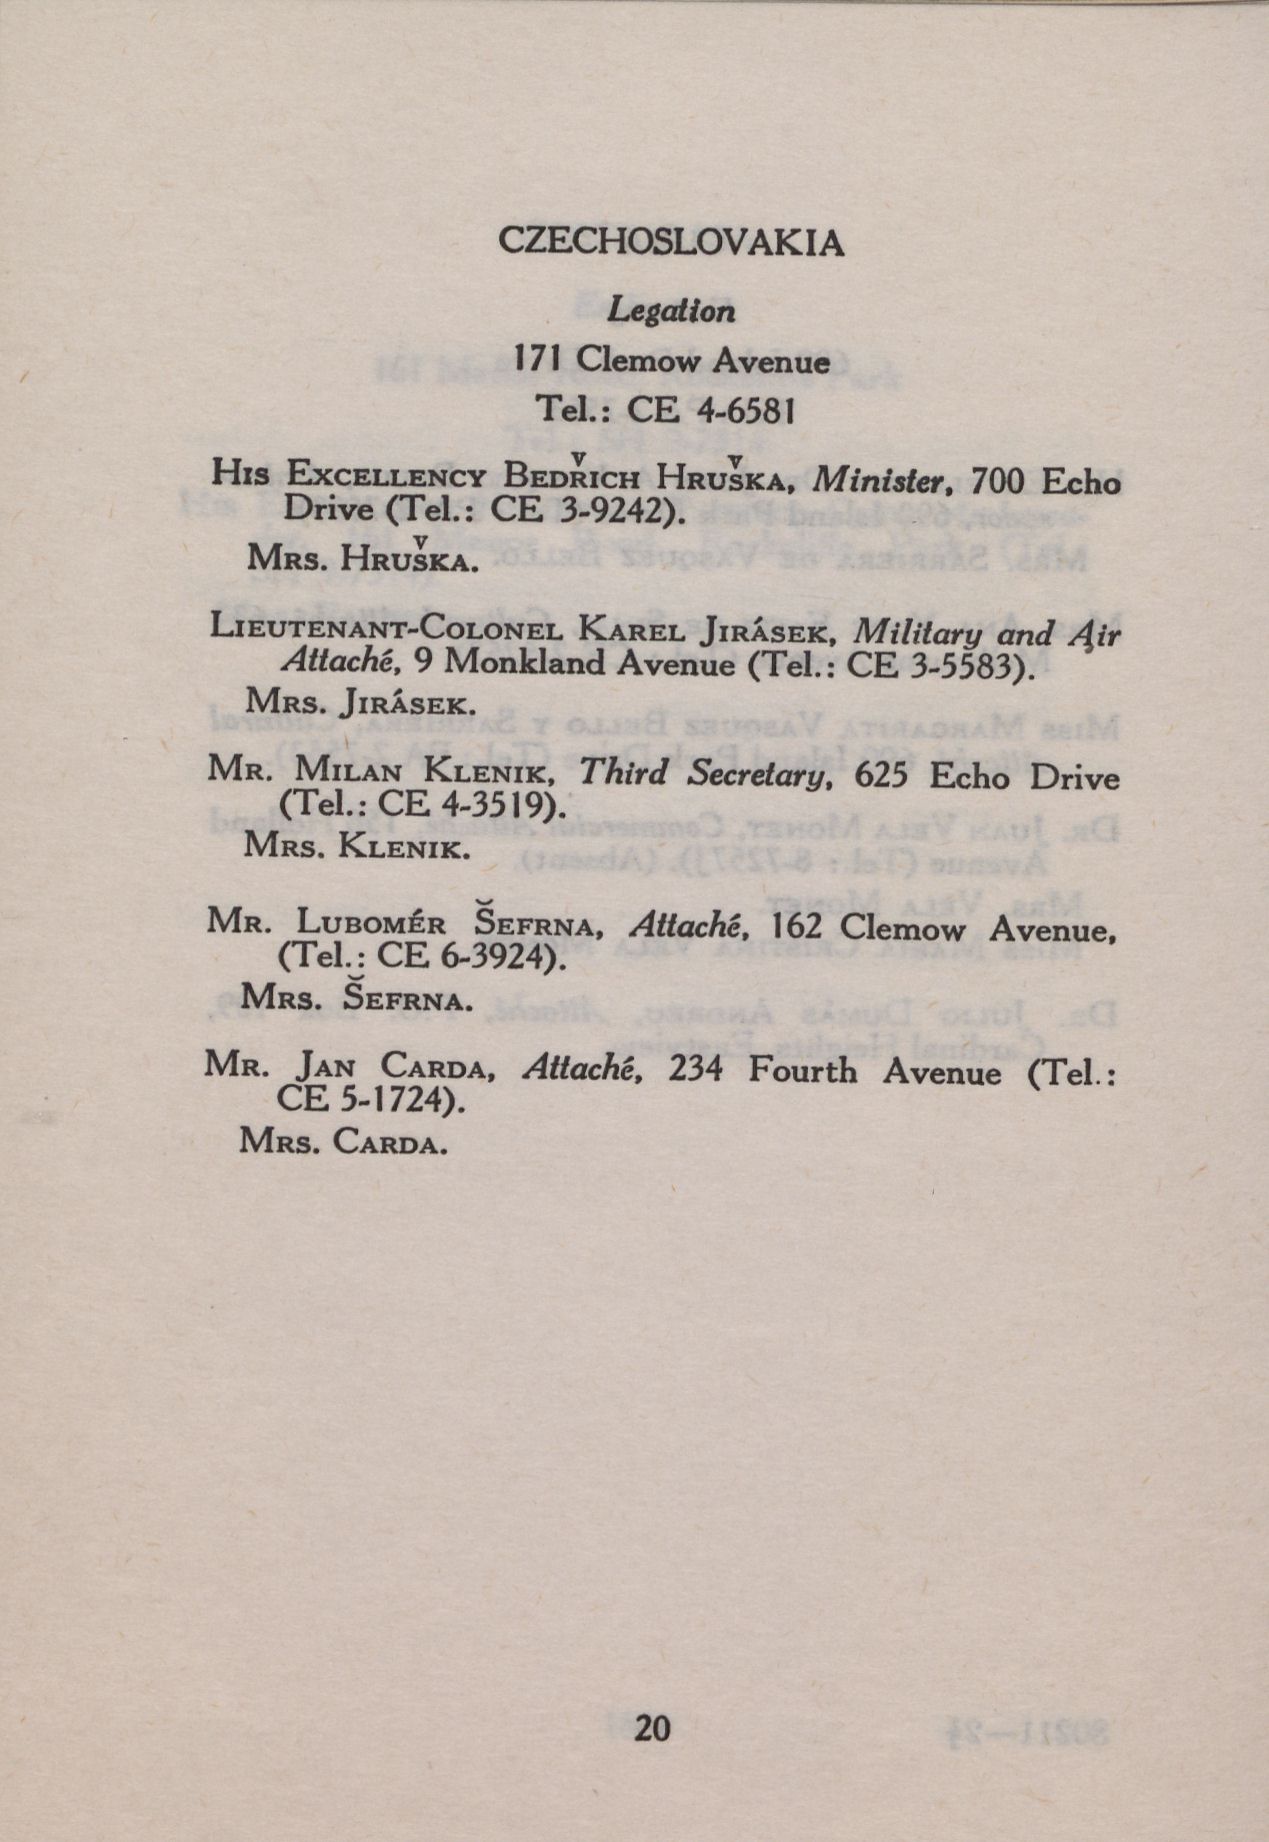 CZECHOSLOVAKIA
Legation
171 Clemow Avenue
Tel.: CE 4-6581
His Excellency Bedřich Hruška, Minister, 700 Echo
Drive (Tel.: CE 3-9242).
Mrs. Hruška.
Lieutenant-Colonel Karel Jirásek, Military and Air
Attaché, 9 Monkland Avenue (Tel.: CE 3-5583).
Mrs. Jirásek.
Mr. Milan Klenik, Third Secretary, 625 Echo Drive
(Tel.: CE 4-3519).
Mrs. Klenik.
Mr. Lubomér Šefrna, Attaché, 162 Clemow Avenue,
(Tel.: CE 6-3924).
Mrs. Šefrna.
Mr. Jan Carda, Attaché, 234 Fourth Avenue (Tel.:
CE 5-1724).
Mrs. Carda.
20